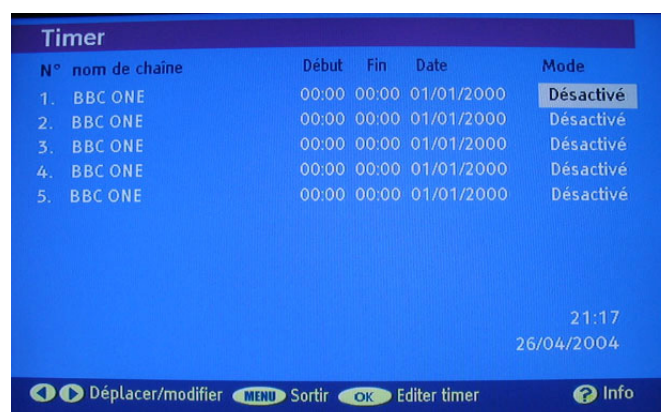 Timer
N° nom de chaîne Début Fin Date Mode
1. BBC ONE 00:00 00:00 01/01/2000 Désactivé
2. BBC ONE 00:00 00:00 01/01/2000 Désactivé
3. BBC ONE 00:00 00:00 01/01/2000 Désactivé
4. BBC ONE 00:00 00:00 01/01/2000 Désactivé
5. BBC ONE 00:00 00:00 01/01/2000 Désactivé
21:17
26/04/2004
Déplacer/modifier MENU Sortir OK Editer timer ? Info